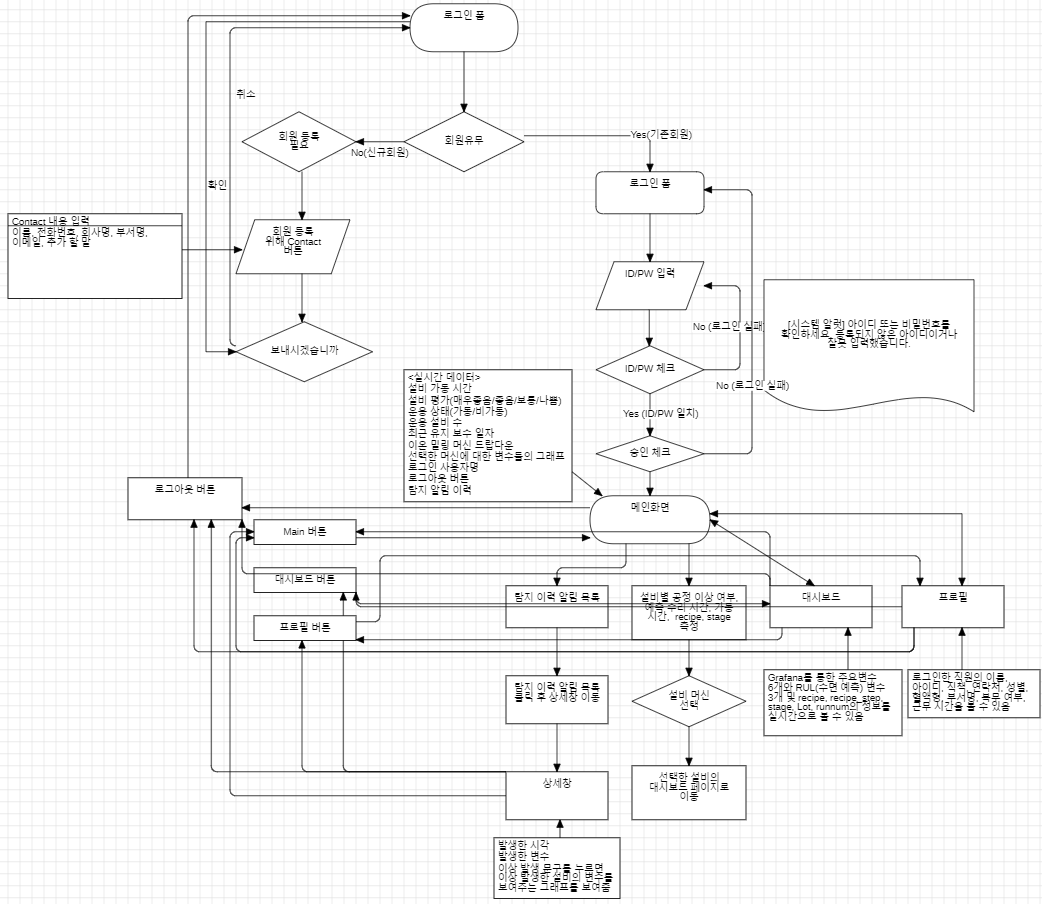 로그인 폼
취소
회원 등록
필요
회원유무
Yes(기존회원)
No(신규회원)
로그인 폼
확인
Contact 내용 입력
이름, 전화번호, 회사명, 부서명,
이메일, 추가 할 말
회원 등록
위해 Contact
버튼
ID/PW 입력
No (로그인 실패)
[시스템 알럿] 아이디 또는 비밀번호를
확인하세요. 등록되지 않은 아이디이거나
잘못 입력했습니다.
보내시겠습니까
ID/PW 체크
No (로그인 실패)
<실시간 데이터>
설비 가동 시간
설비 평가(매우좋음/좋음/보통/나쁨)
운용 상태(가동/비가동)
운용 설비 수
최근 유지 보수 일자
이온 밀링 머신 드랍다운
선택한 머신에 대한 변수들의 그래프
로그인 사용자명
로그아웃 버튼
탐지 알림 이력
Yes (ID/PW 일치)
승인 체크
로그아웃 버튼
메인화면
Main 버튼
대시보드 버튼
프로필 버튼
탐지 이력 알림 목록
설비별 공정 이상 여부,
예측 수리 시간, 가동
시간, recipe, stage
측정
대시보드
프로필
탐지 이력 알림 목록
클릭 후 상세창 이동
설비 머신
선택
Grafana를 통한 주요변수
6개와 RUL(수면 예측) 변수
3개 및 recipe, recipe_step,
stage, Lot, runnum의 정보를
실시간으로 볼 수 있음
로그인한 직원의 이름,
아이디, 직책, 연락처, 성별,
혈액형, 부서명, 복무 여부,
근무 시간을 볼 수 있음
상세창
선택한 설비의
대시보드 페이지로
이동
발생한 시각
발생한 변수
이상 발생 문구를 누르면
이상 발생한 설비의 변수를
보여주는 그래프를 보여줌